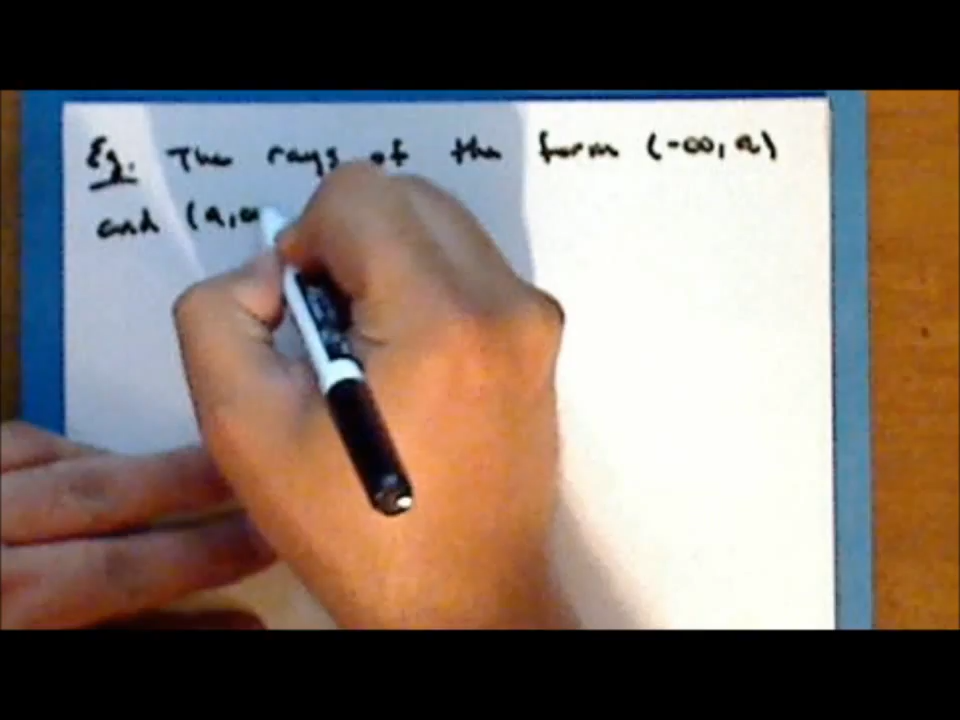 Eg. The rays of the form (-∞, a)
and (a,∞